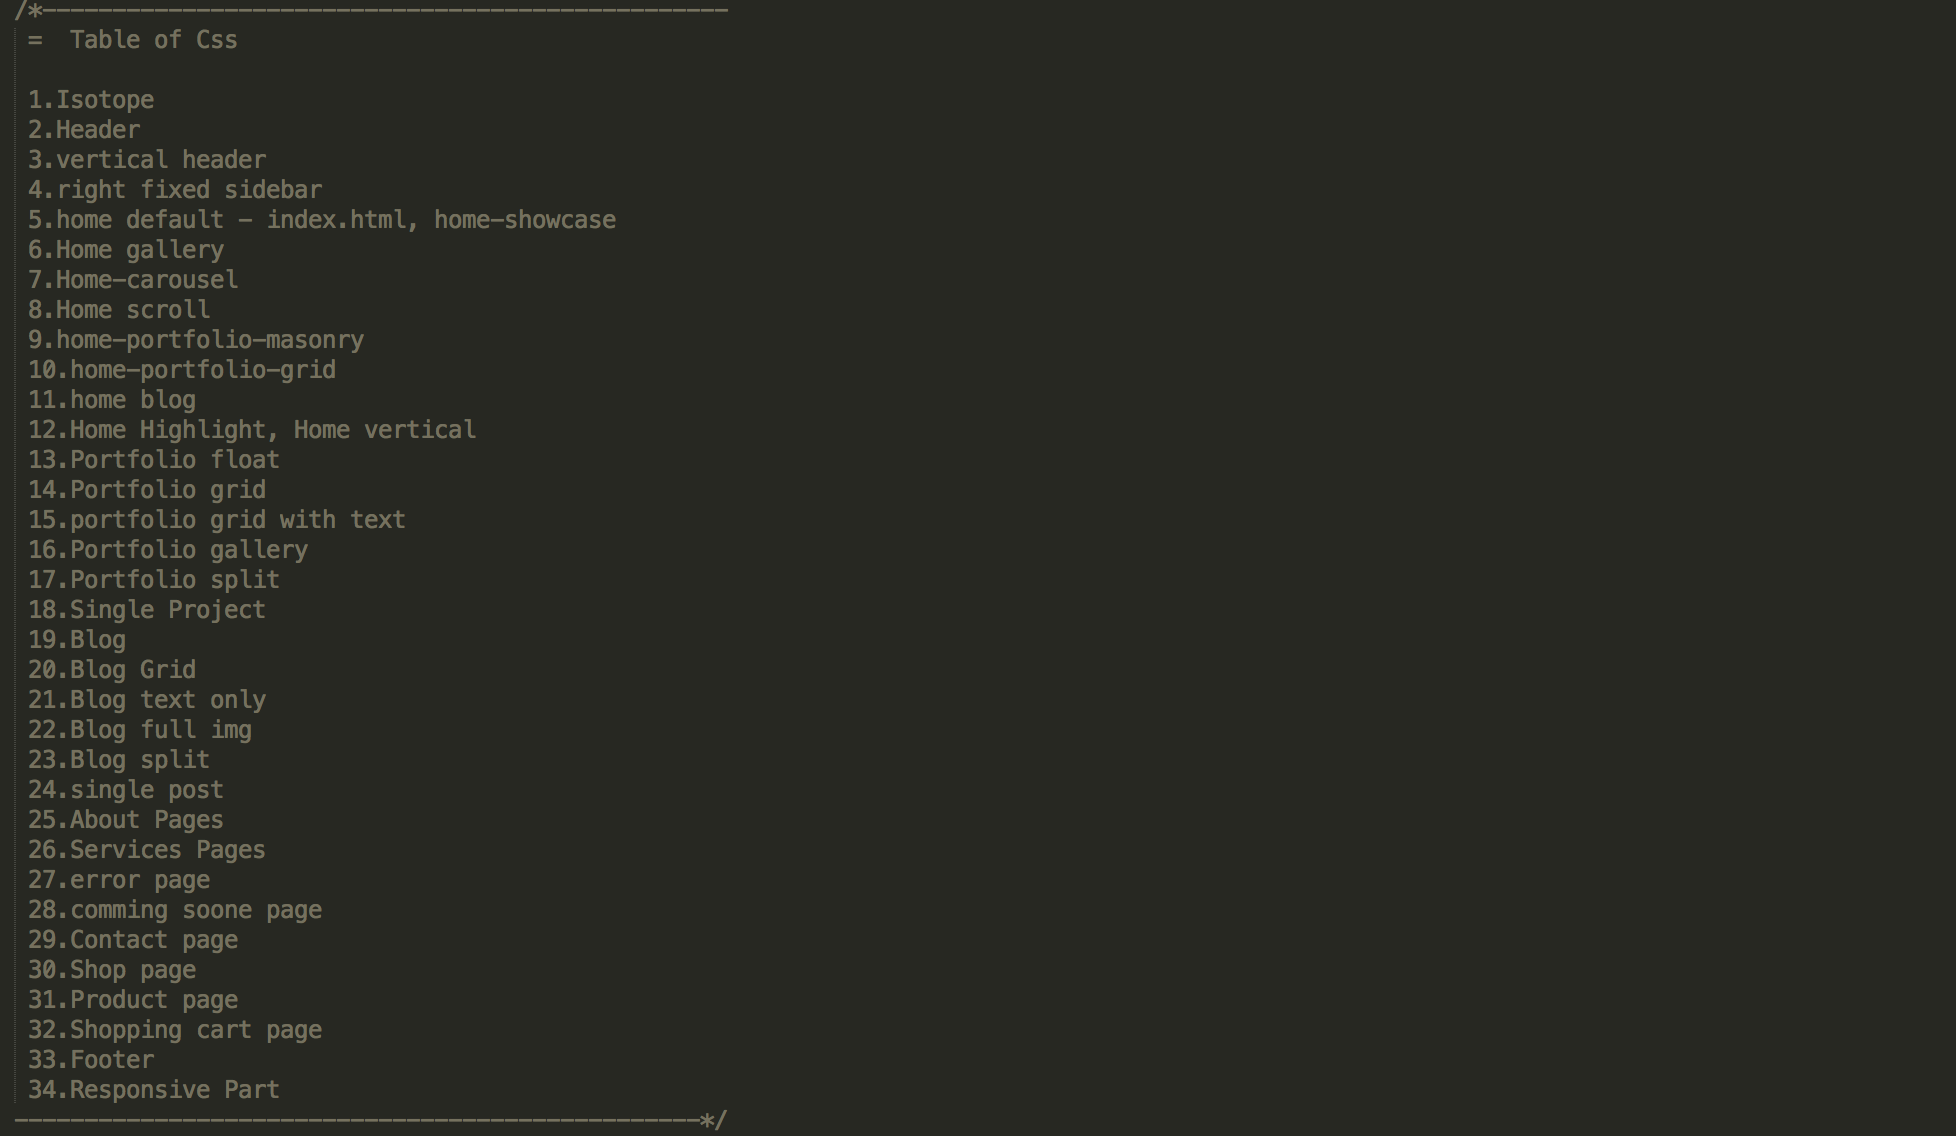 /*-------------------------------------------------
=  Table of Css
1.Isotope
2.Header
3.vertical header
4.right fixed sidebar
5.home default - index.html, home-showcase
6.Home gallery
7.Home-carousel
8.Home scroll
9.home-portfolio-masonry
10.home-portfolio-grid
11.home blog
12.Home Highlight, Home vertical
13.Portfolio float
14.Portfolio grid
15.portfolio grid with text
16.Portfolio gallery
17.Portfolio split
18.Single Project
19.Blog
20.Blog Grid
21.Blog text only
22.Blog full img
23.Blog split
24.single post
25.About Pages
26.Services Pages
27.error page
28.comming soone page
29.Contact page
30.Shop page
31.Product page
32.Shopping cart page
33.Footer
34.Responsive Part
-------------------------------------------------*/